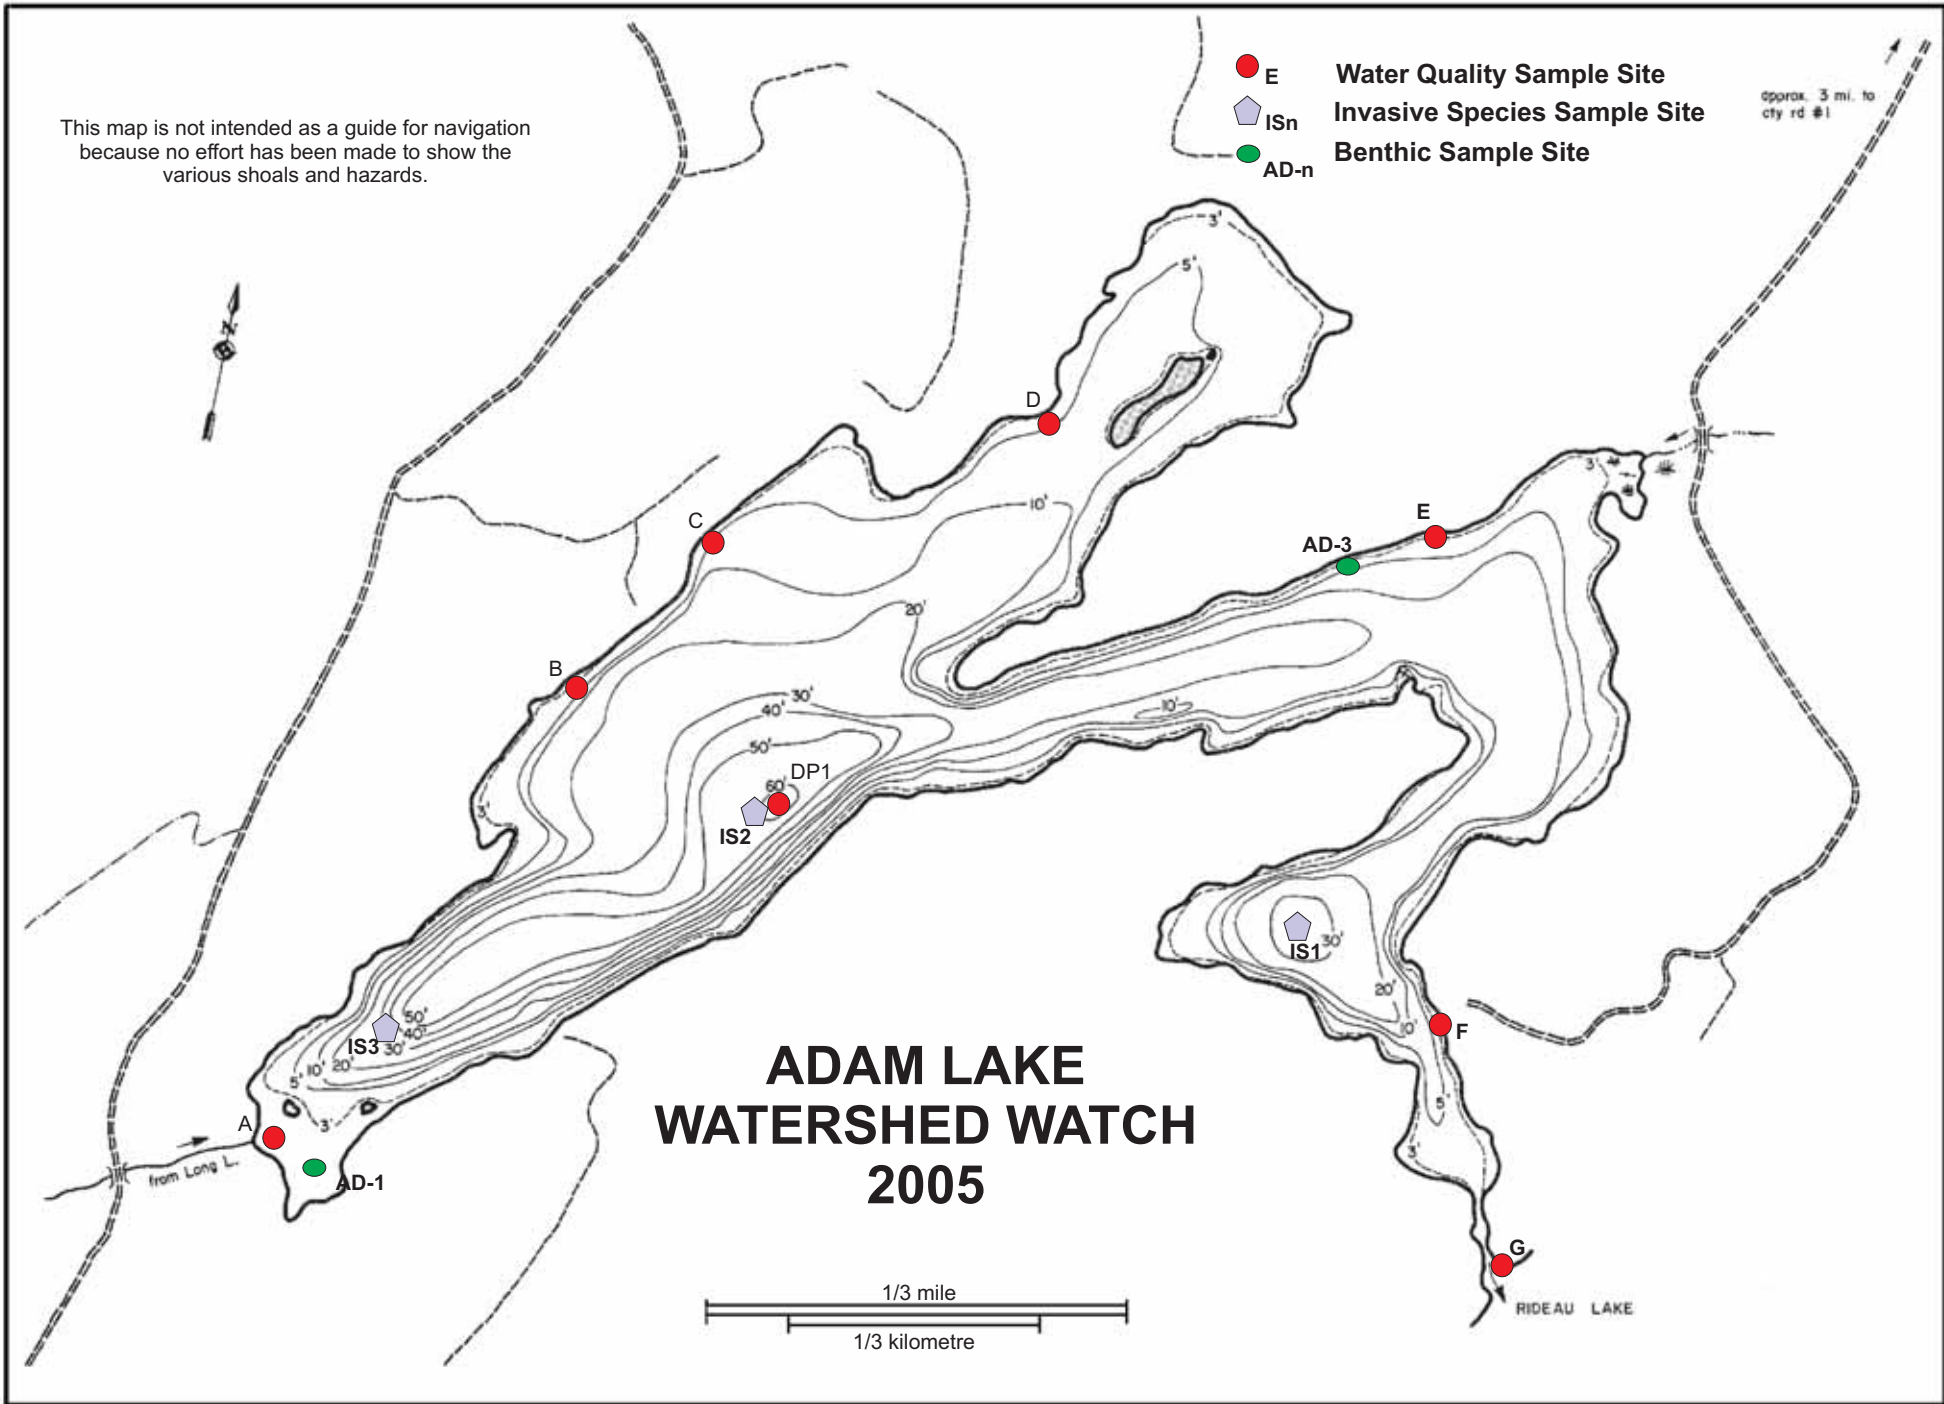 E Water Quality Sample Site
ISn Invasive Species Sample Site
AD-n Benthic Sample Site
approx. 3 mi. to
cty rd #1
This map is not intended as a guide for navigation
because no effort has been made to show the
various shoals and hazards.
N
3'
5'
D
10'
C
3'
E
AD-3
20'
B
30'
40'
10'
50'
DP1
60'
3'
IS2
IS1
30'
20'
50'
40'
IS3
30'
10'
F
5'
10'
20'
ADAM LAKE
WATERSHED WATCH
2005
A
3'
5'
from Long L.
AD-1
3'
G
1/3 mile
RIDEAU LAKE
1/3 kilometre